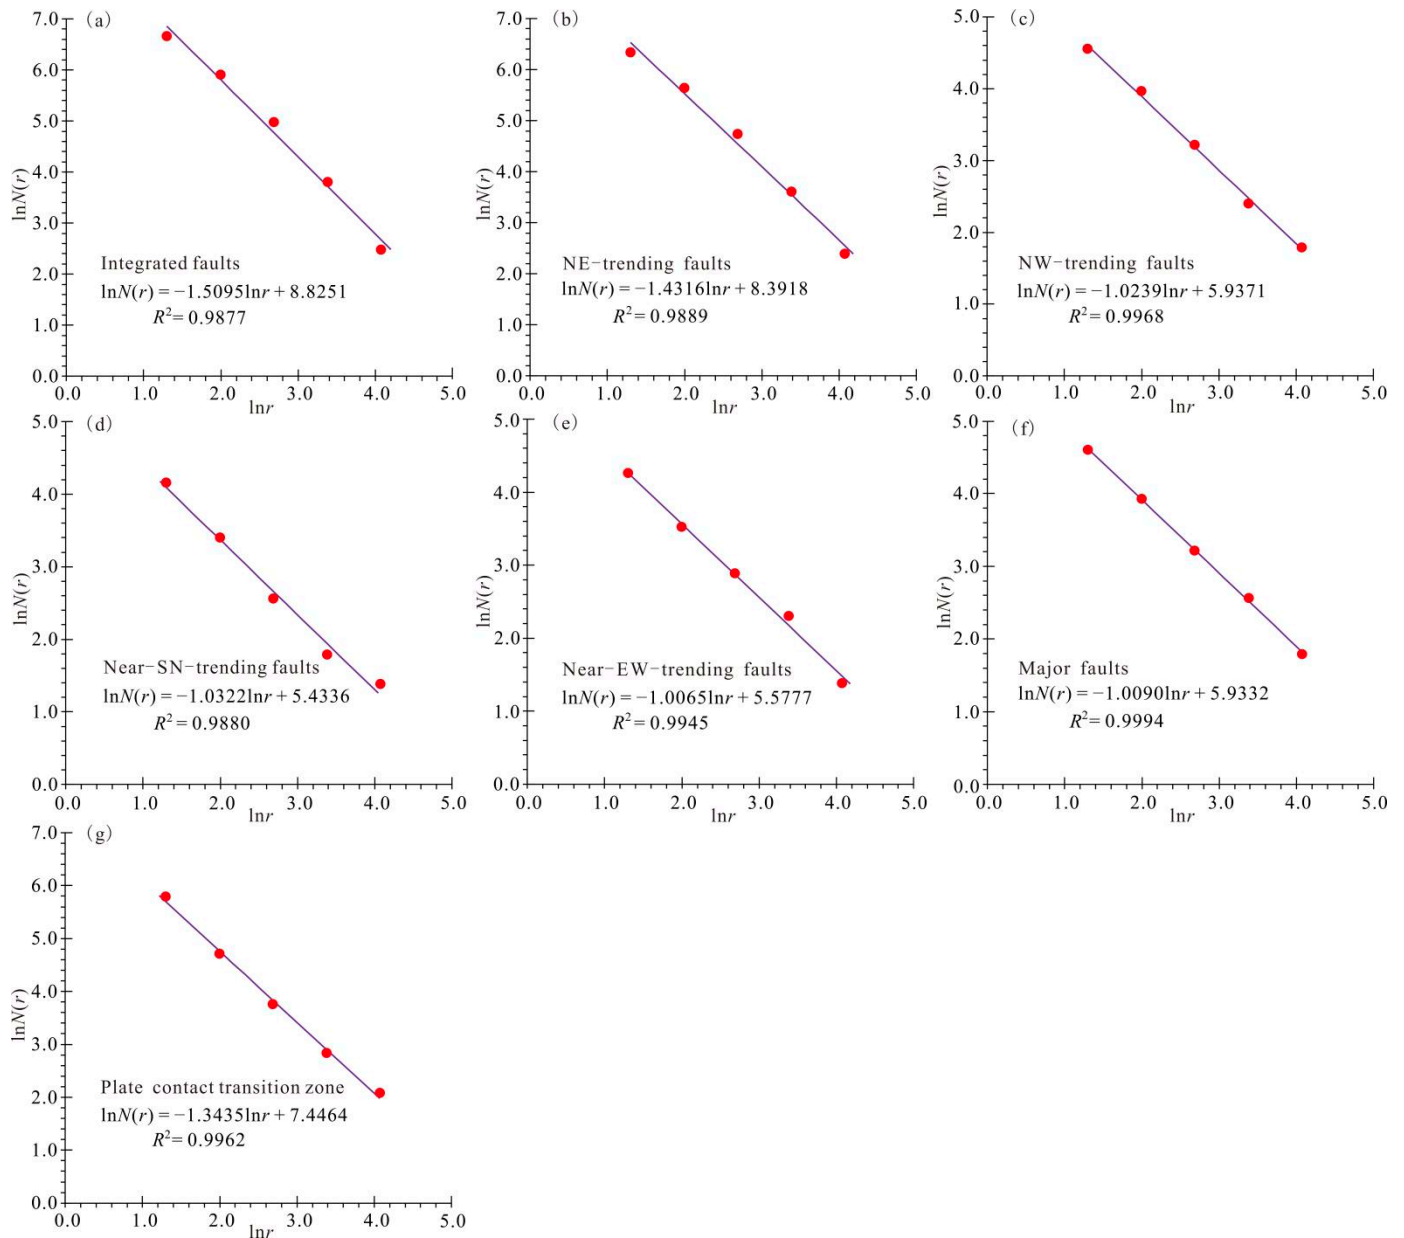 (a)
7.0
6.0
5.0
4.0
3.0
2.0
1.0
0.0
lnN(r)
Integrated faults
lnN(r) = −1.5095lnr + 8.8251
R² = 0.9877
0.0 1.0 2.0 3.0 4.0 5.0
lnr
(b)
7.0
6.0
5.0
4.0
3.0
2.0
1.0
0.0
lnN(r)
NE−trending faults
lnN(r) = −1.4316lnr + 8.3918
R² = 0.9889
0.0 1.0 2.0 3.0 4.0 5.0
lnr
(c)
5.0
4.0
3.0
2.0
1.0
0.0
lnN(r)
NW−trending faults
lnN(r) = −1.0239lnr + 5.9371
R² = 0.9968
0.0 1.0 2.0 3.0 4.0 5.0
lnr
(d)
5.0
4.0
3.0
2.0
1.0
0.0
lnN(r)
Near−SN−trending faults
lnN(r) = −1.0322lnr + 5.4336
R² = 0.9880
0.0 1.0 2.0 3.0 4.0 5.0
lnr
(e)
5.0
4.0
3.0
2.0
1.0
0.0
lnN(r)
Near−EW−trending faults
lnN(r) = −1.0065lnr + 5.5777
R² = 0.9945
0.0 1.0 2.0 3.0 4.0 5.0
lnr
(f)
5.0
4.0
3.0
2.0
1.0
0.0
lnN(r)
Major faults
lnN(r) = −1.0090lnr + 5.9332
R² = 0.9994
0.0 1.0 2.0 3.0 4.0 5.0
lnr
(g)
7.0
6.0
5.0
4.0
3.0
2.0
1.0
0.0
lnN(r)
Plate contact transition zone
lnN(r) = −1.3435lnr + 7.4464
R² = 0.9962
0.0 1.0 2.0 3.0 4.0 5.0
lnr